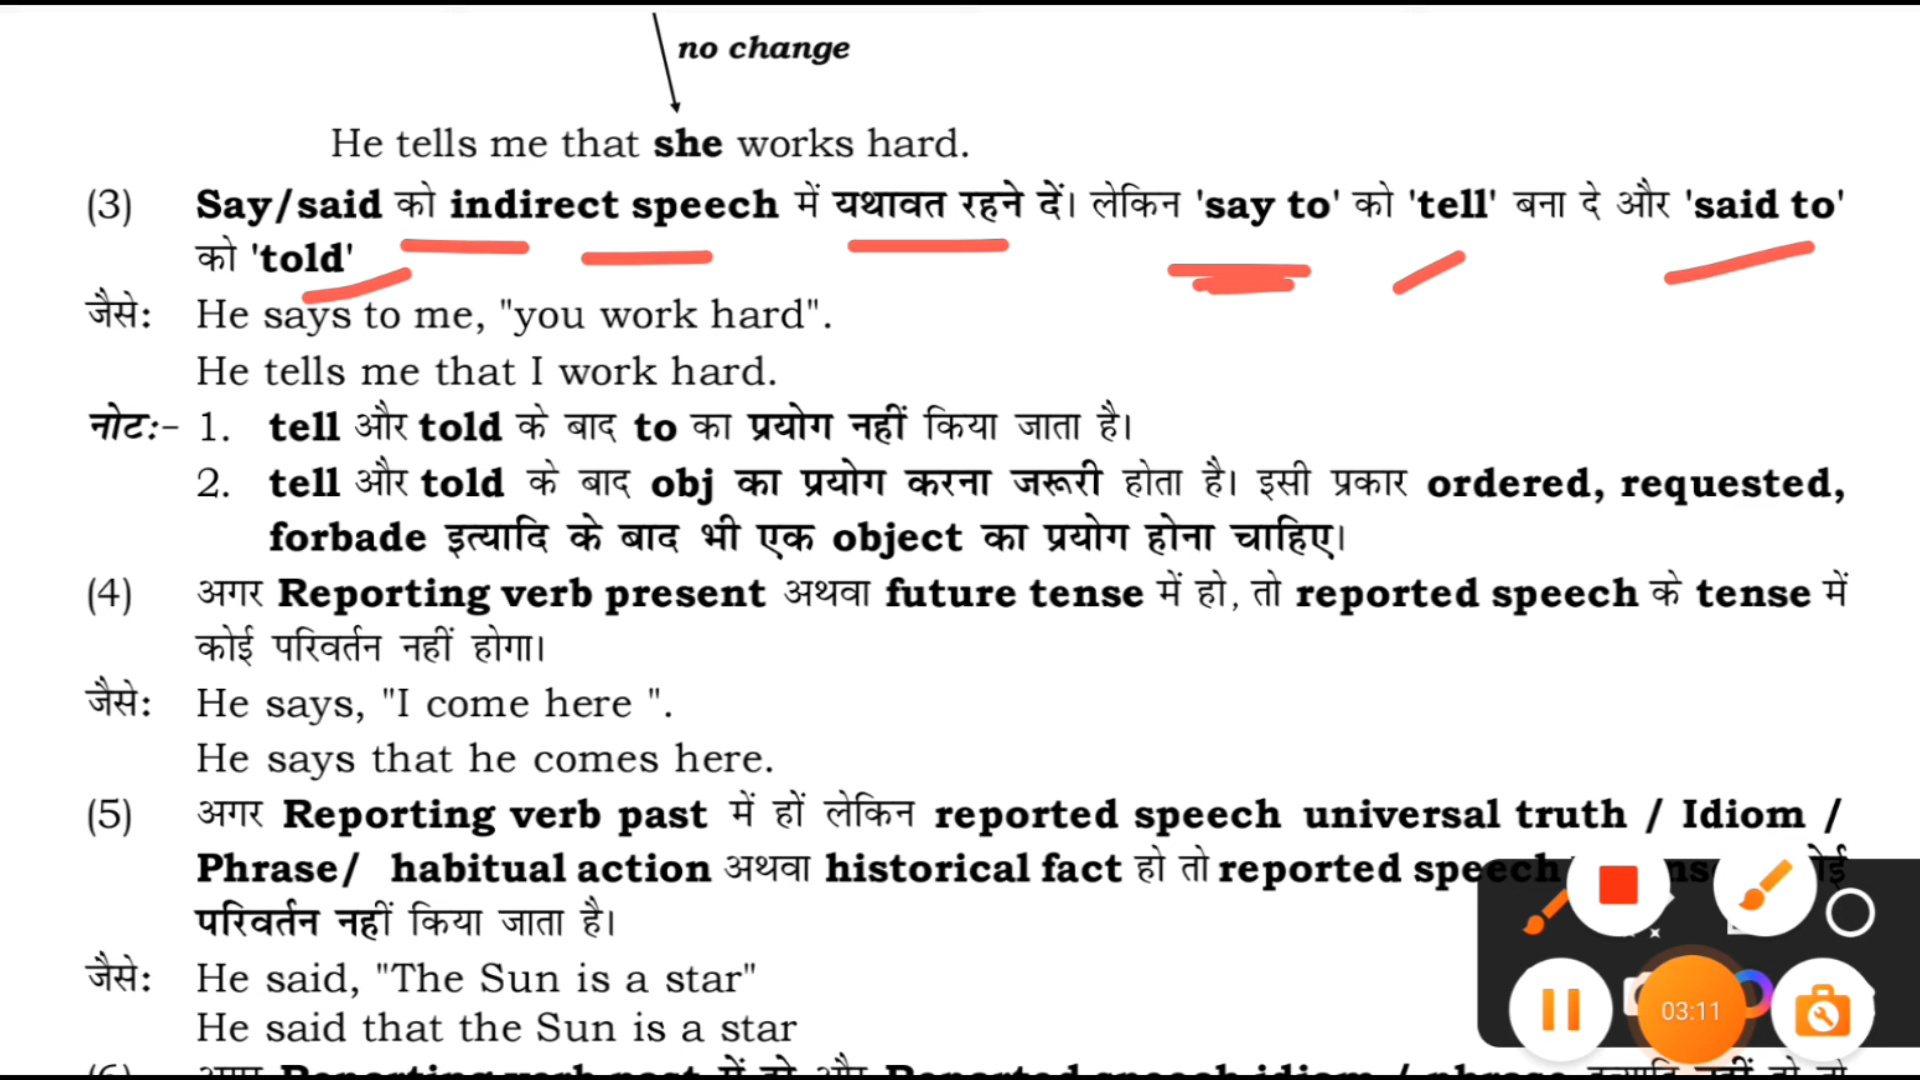 no change
He tells me that she works hard.
(3) Say/said को indirect speech में यथावत रहने दें। लेकिन 'say to' को 'tell' बना दे और 'said to'
को 'told'
जैसे: He says to me, "you work hard".
He tells me that I work hard.
नोट:- 1. tell और told के बाद to का प्रयोग नहीं किया जाता है।
2. tell और told के बाद obj का प्रयोग करना जरूरी होता है। इसी प्रकार ordered, requested,
forbade इत्यादि के बाद भी एक object का प्रयोग होना चाहिए।
(4) अगर Reporting verb present अथवा future tense में हो, तो reported speech के tense में
कोई परिवर्तन नहीं होगा।
जैसे: He says, "I come here ".
He says that he comes here.
(5) अगर Reporting verb past में हों लेकिन reported speech universal truth / Idiom /
Phrase/ habitual action अथवा historical fact हो तो reported speech
परिवर्तन नहीं किया जाता है।
जैसे: He said, "The Sun is a star"
He said that the Sun is a star
03:11